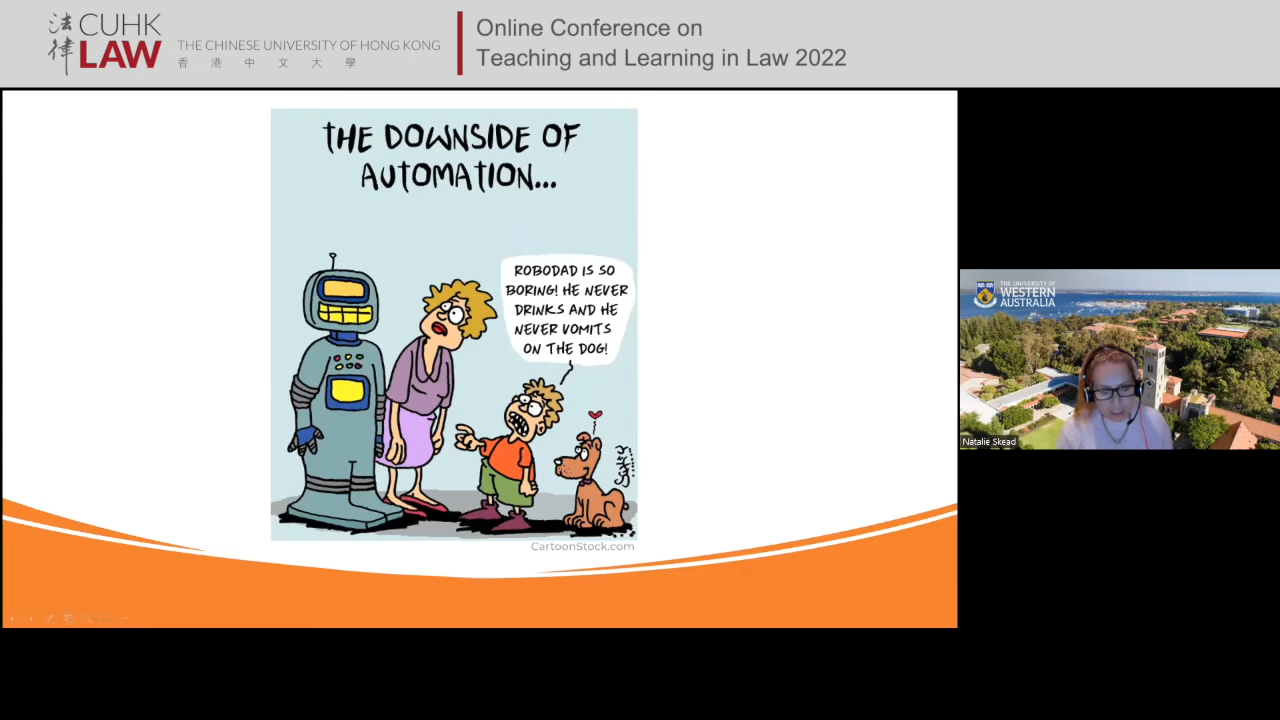 法律
CUHK
LAW
THE CHINESE UNIVERSITY OF HONG KONG
香港中文大學
Online Conference on
Teaching and Learning in Law 2022
THE DOWNSIDE OF
AUTOMATION...
ROBODAD IS SO
BORING! HE NEVER
DRINKS AND HE
NEVER VOMITS
ON THE DOG!
CartoonStock.com
THE UNIVERSITY OF
WESTERN
AUSTRALIA
Natalie Skead